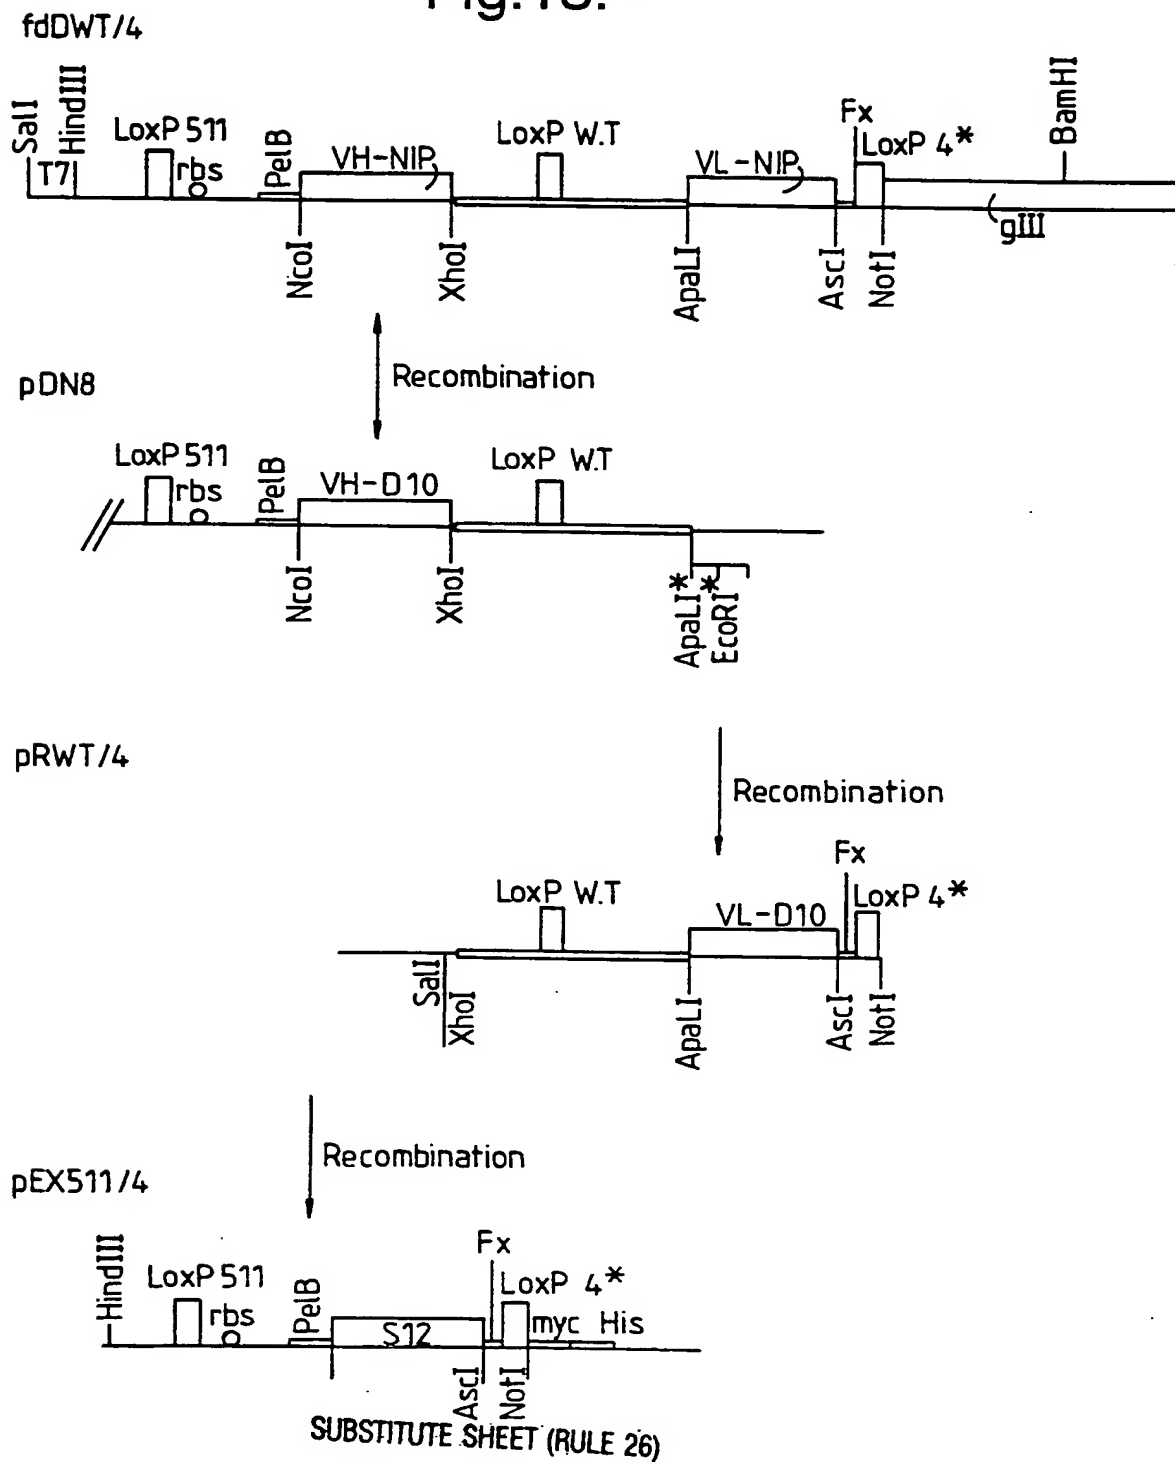 Fig.18.
fdDWT/4
SalI
T7
HindIII
LoxP 511
rbs
PelB
VH-NIP
LoxP W.T
VL-NIP
Fx
LoxP 4*
BamHI
gIII
NcoI
XhoI
ApaLI
AscI
NotI
Recombination
pDN8
LoxP 511
rbs
PelB
VH-D10
LoxP W.T
NcoI
XhoI
ApaLI*
EcoRI*
pRWT/4
Recombination
LoxP W.T
VL-D10
Fx
LoxP 4*
SalI
XhoI
ApaLI
AscI
NotI
Recombination
pEX511/4
HindIII
LoxP 511
rbs
PelB
S12
Fx
LoxP 4*
myc His
AscI
NotI
SUBSTITUTE SHEET (RULE 26)